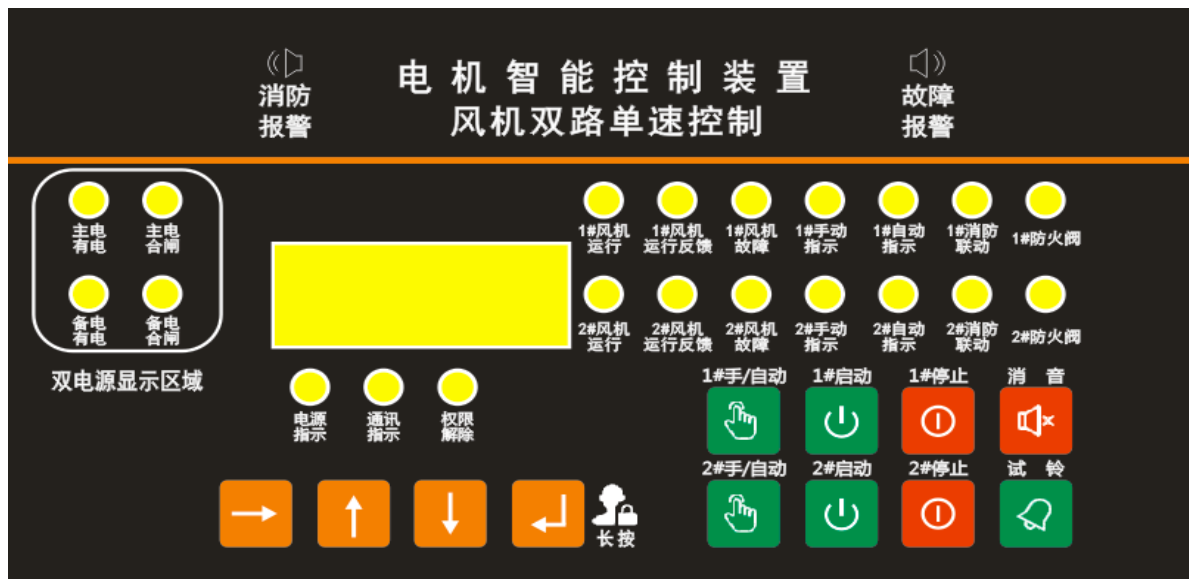 消防
报警
电机智能控制装置
风机双路单速控制
故障
报警
主电
有电
主电
合闸
备电
有电
备电
合闸
双电源显示区域
1#风机
运行
1#风机
运行反馈
1#风机
故障
1#手动
指示
1#自动
指示
1#消防
联动
1#防火阀
2#风机
运行
2#风机
运行反馈
2#风机
故障
2#手动
指示
2#自动
指示
2#消防
联动
2#防火阀
电源
指示
通讯
指示
权限
解除
1#手/自动
1#启动
1#停止
消 音
2#手/自动
2#启动
2#停止
试 铃
长按